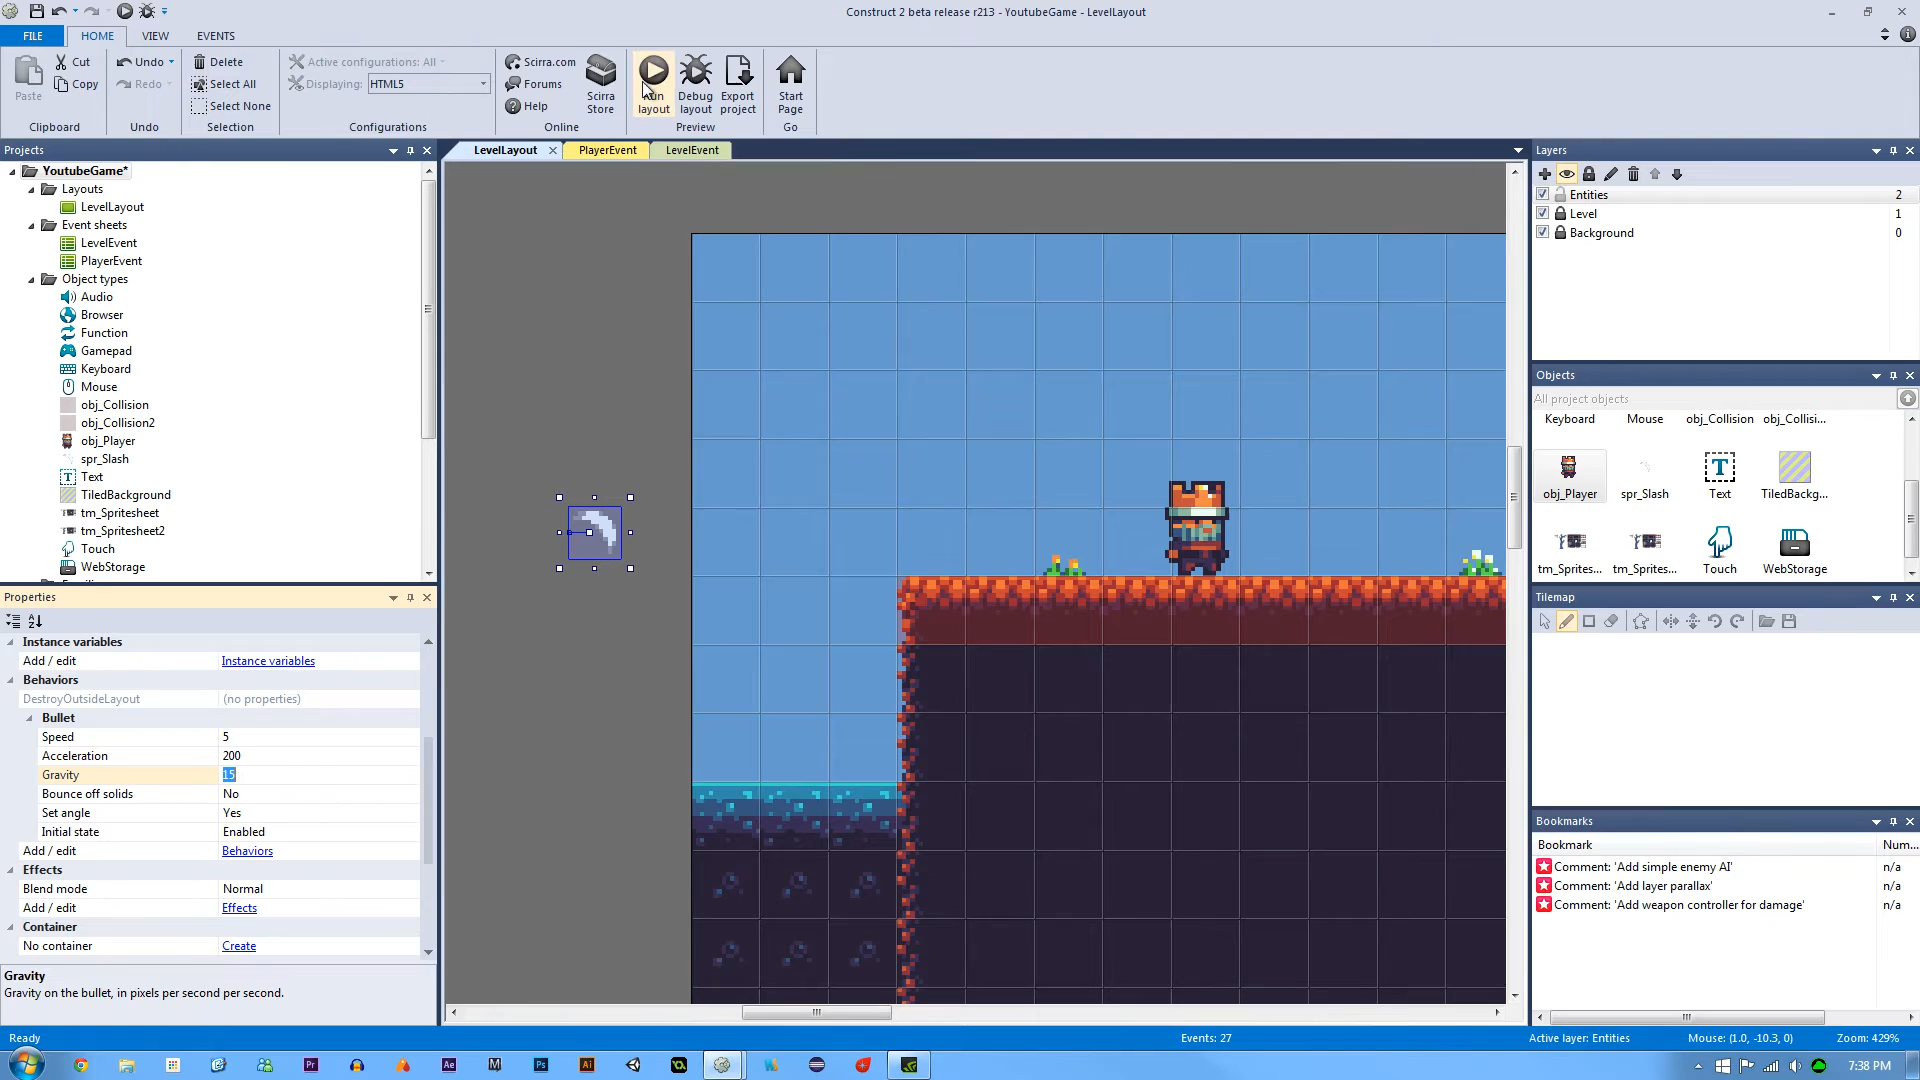 Construct 2 beta release r213 - YoutubeGame - LevelLayout
FILE
HOME
VIEW
EVENTS
Paste
Cut
Copy
Clipboard
Undo
Redo
Undo
Delete
Select All
Select None
Selection
Active configurations: All
Displaying:
HTML5
Configurations
Scirra.com
Forums
Help
Scirra
Store
Online
Run
layout
Debug
layout
Export
project
Preview
Start
Page
Go
Projects
YoutubeGame*
Layouts
LevelLayout
Event sheets
LevelEvent
PlayerEvent
Object types
Audio
Browser
Function
Gamepad
Keyboard
Mouse
obj_Collision
obj_Collision2
obj_Player
spr_Slash
Text
TiledBackground
tm_Spritesheet
tm_Spritesheet2
Touch
WebStorage
Properties
Instance variables
Add / edit Instance variables
Behaviors
DestroyOutsideLayout (no properties)
Bullet
Speed 5
Acceleration 200
Gravity 15
Bounce off solids No
Set angle Yes
Initial state Enabled
Add / edit Behaviors
Effects
Blend mode Normal
Add / edit Effects
Container
No container Create
Gravity
Gravity on the bullet, in pixels per second per second.
LevelLayout
PlayerEvent
LevelEvent
Layers
Entities 2
Level 1
Background 0
Objects
All project objects
Keyboard Mouse obj_Collision obj_Collisi...
obj_Player spr_Slash Text TiledBackg...
tm_Sprites... tm_Sprites... Touch WebStorage
Tilemap
Bookmarks
Bookmark Num...
Comment: 'Add simple enemy AI' n/a
Comment: 'Add layer parallax' n/a
Comment: 'Add weapon controller for damage' n/a
Ready
Events: 27
Active layer: Entities
Mouse: (1.0, -10.3, 0)
Zoom: 429%
Pr
Ae
M
Ps
Ai
7:38 PM